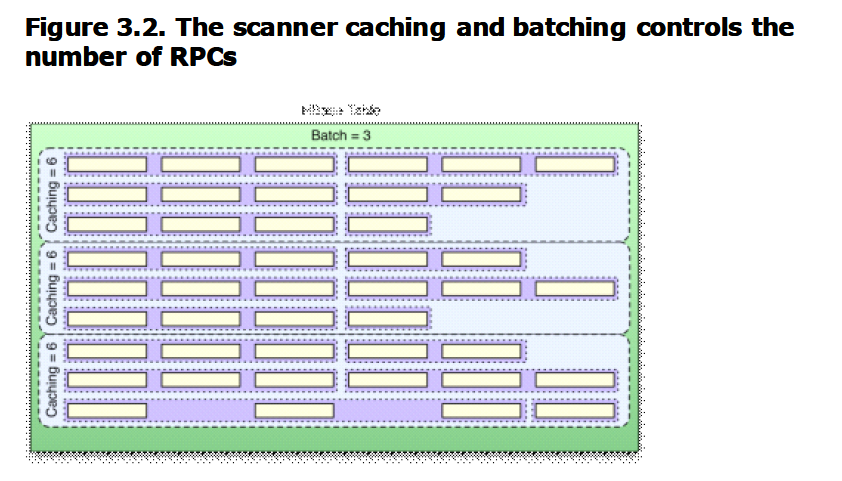 Figure 3.2. The scanner caching and batching controls the
number of RPCs
HBase Table
Batch = 3
Caching = 6
Caching = 6
Caching = 6